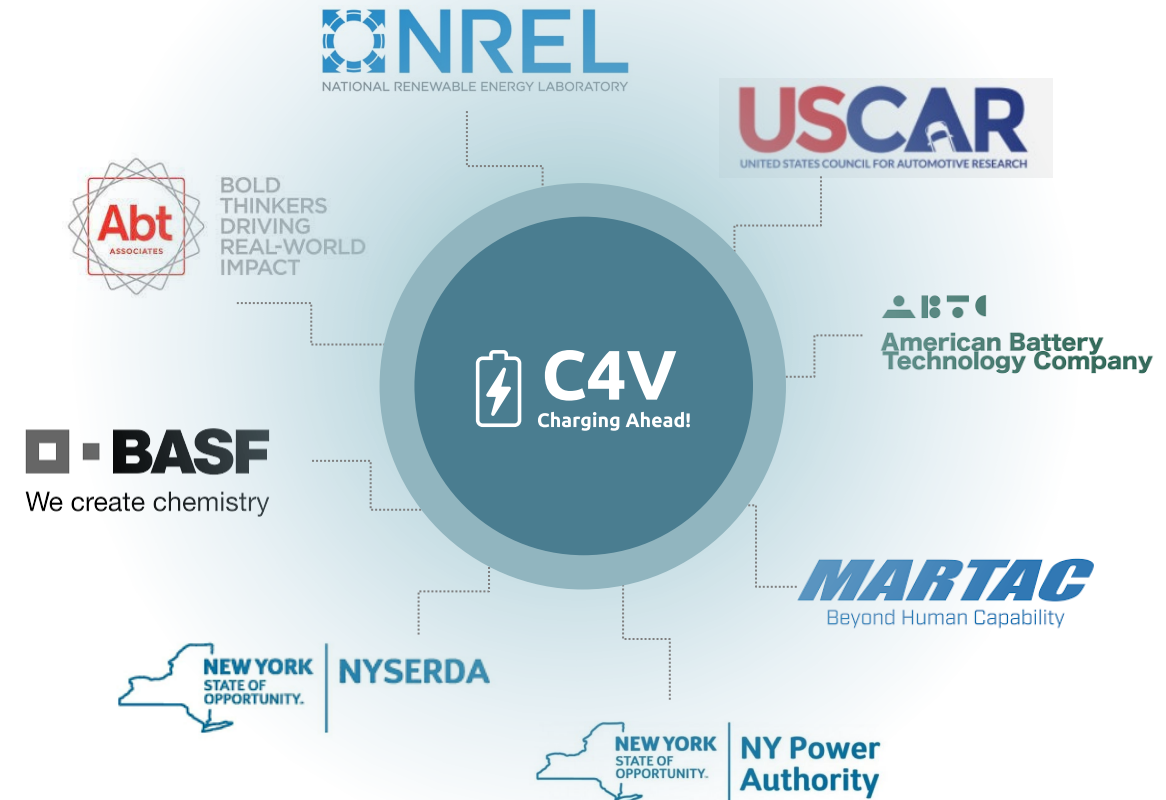 NREL
NATIONAL RENEWABLE ENERGY LABORATORY
USCAR
UNITED STATES COUNCIL FOR AUTOMOTIVE RESEARCH
Abt
ASSOCIATES
BOLD
THINKERS
DRIVING
REAL-WORLD
IMPACT
ABTC
American Battery
Technology Company
C4V
Charging Ahead!
BASF
We create chemistry
MARTAC
Beyond Human Capability
NEW YORK
STATE OF
OPPORTUNITY.
NYSERDA
NEW YORK
STATE OF
OPPORTUNITY.
NY Power
Authority